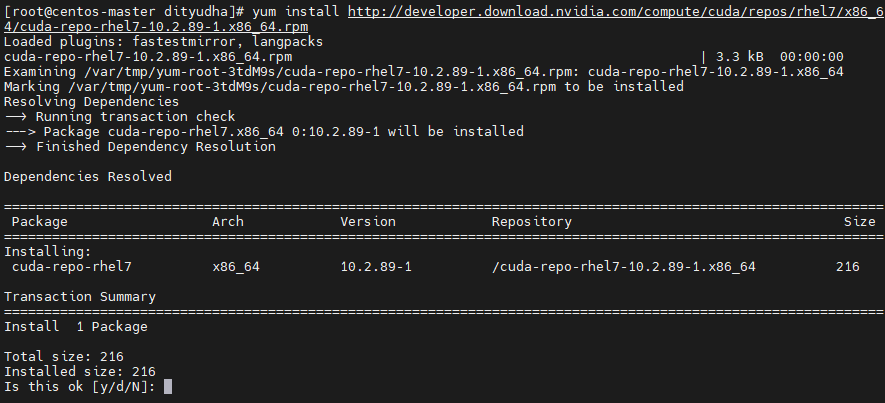 [root@centos-master dityudha]# yum install http://developer.download.nvidia.com/compute/cuda/repos/rhel7/x86_6
4/cuda-repo-rhel7-10.2.89-1.x86_64.rpm
Loaded plugins: fastestmirror, langpacks
cuda-repo-rhel7-10.2.89-1.x86_64.rpm | 3.3 kB 00:00:00
Examining /var/tmp/yum-root-3tdM9s/cuda-repo-rhel7-10.2.89-1.x86_64.rpm: cuda-repo-rhel7-10.2.89-1.x86_64
Marking /var/tmp/yum-root-3tdM9s/cuda-repo-rhel7-10.2.89-1.x86_64.rpm to be installed
Resolving Dependencies
--> Running transaction check
---> Package cuda-repo-rhel7.x86_64 0:10.2.89-1 will be installed
--> Finished Dependency Resolution
Dependencies Resolved
================================================================================================================
Package Arch Version Repository Size
================================================================================================================
Installing:
cuda-repo-rhel7 x86_64 10.2.89-1 /cuda-repo-rhel7-10.2.89-1.x86_64 216
Transaction Summary
================================================================================================================
Install 1 Package
Total size: 216
Installed size: 216
Is this ok [y/d/N]: